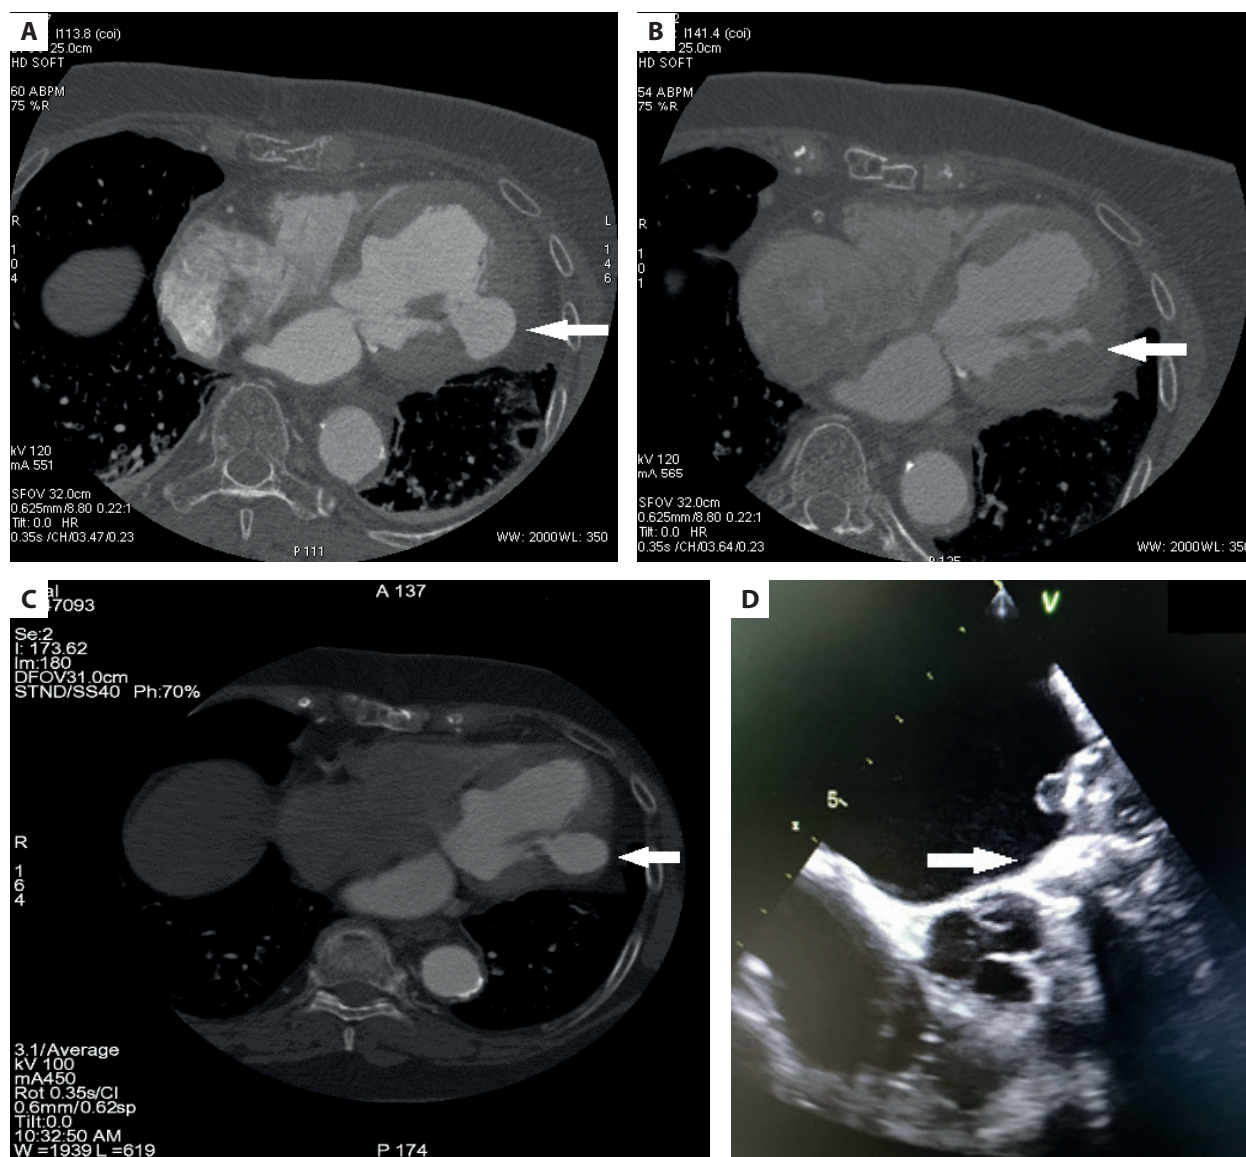 A
I113.8 (coi)
25.0cm
HD SOFT
60 ABPM
75 %R
R
1
0
4
L
1
4
6
kV 120
mA 551
SFOV 32.0cm
0.625mm/8.80 0.22:1
Tilt: 0.0 HR
0.35s /CH/03.47/0.23
P 111
WW: 2000WL: 350
B
I141.4 (coi)
25.0cm
HD SOFT
54 ABPM
75 %R
R
1
0
1
kV 120
mA 565
SFOV 32.0cm
0.625mm/8.80 0.22:1
Tilt: 0.0 HR
0.35s /CH/03.64/0.23
P 125
WW: 2000WL: 350
C
al
47093
Se:2
I: 173.62
Im:180
DFOV31.0cm
STND/SS40 Ph:70%
A 137
R
1
6
4
3.1/Average
kV 100
mA450
Rot 0.35s/CI
0.6mm/0.62sp
Tilt:0.0
10:32:50 AM
W =1939 L =619
P 174
D
V
5